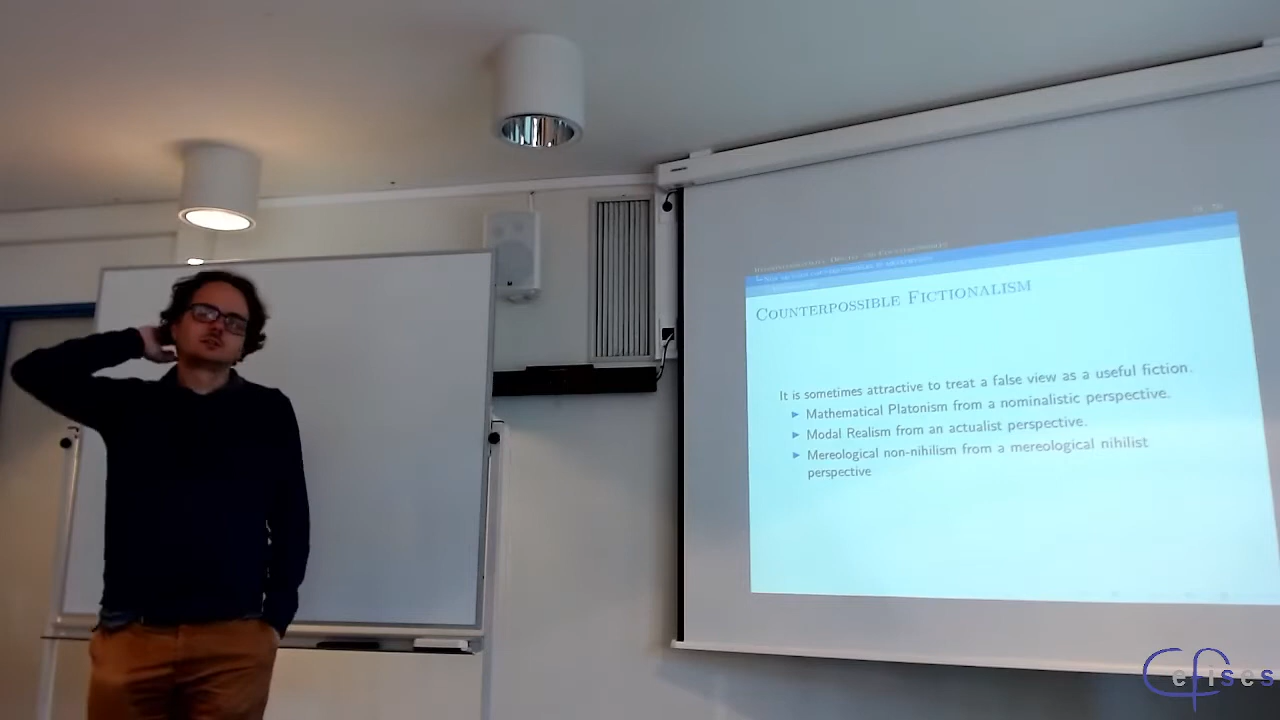 COUNTERPOSSIBLE FICTIONALISM
It is sometimes attractive to treat a false view as a useful fiction.
Mathematical Platonism from a nominalistic perspective.
Modal Realism from an actualist perspective.
Mereological non-nihilism from a mereological nihilist
perspective
Cefises